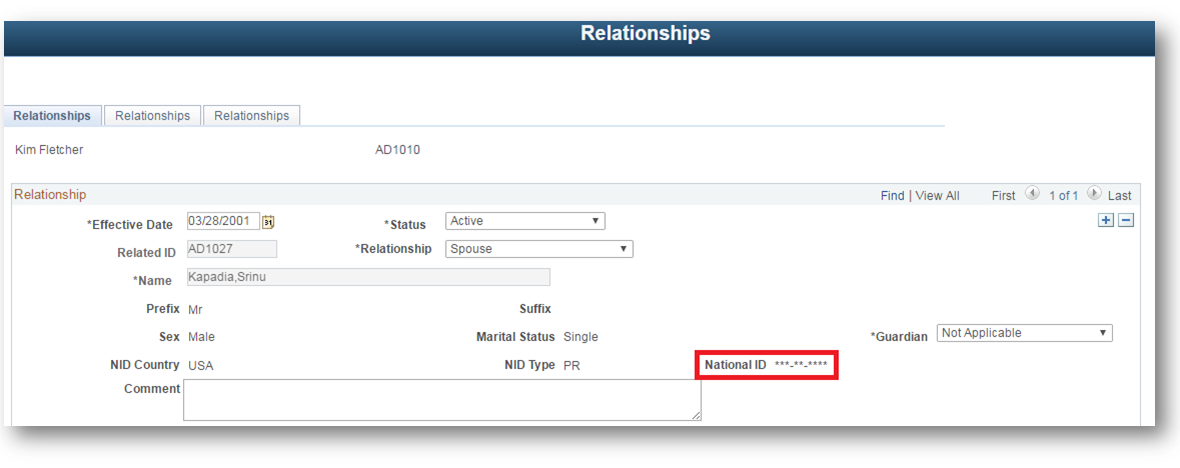 Relationships
Relationships Relationships Relationships
Kim Fletcher AD1010
Relationship Find | View All First 1 of 1 Last
*Effective Date 03/28/2001 31 *Status Active
Related ID AD1027 *Relationship Spouse
*Name Kapadia,Srinu
Prefix Mr Suffix
Sex Male Marital Status Single *Guardian Not Applicable
NID Country USA NID Type PR National ID ***-**-****
Comment